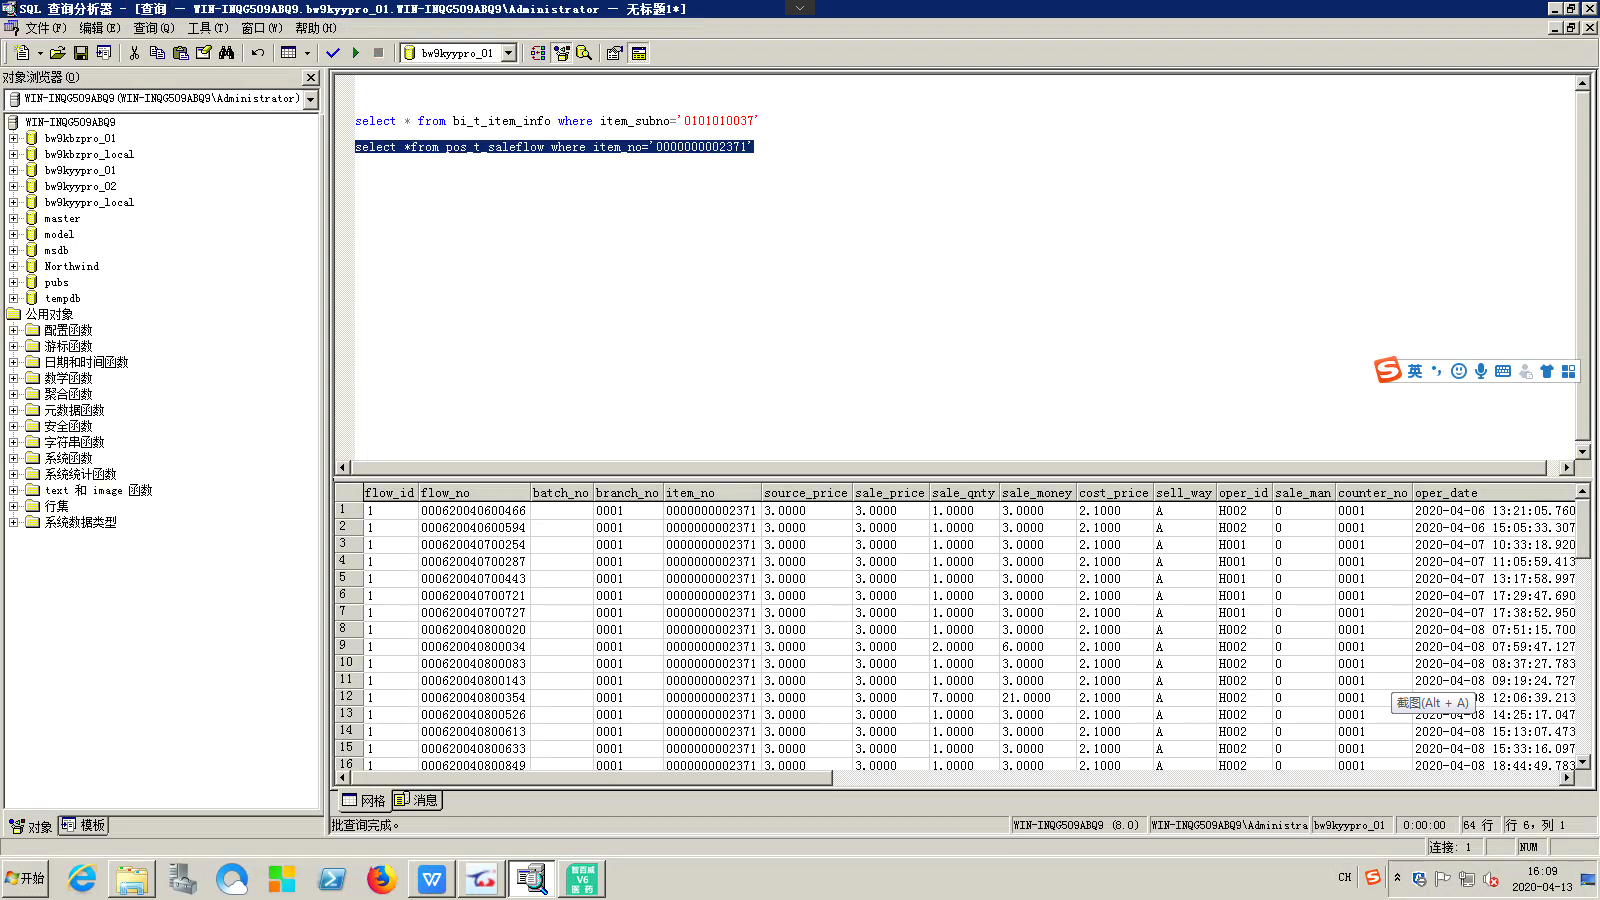 SQL 查询分析器 - [查询 — WIN-INQG509ABQ9.bw9kyypro_01.WIN-INQG509ABQ9\Administrator — 无标题1*]
文件(F) 编辑(E) 查询(Q) 工具(T) 窗口(W) 帮助(H)
bw9kyypro_01
对象浏览器(O)
WIN-INQG509ABQ9(WIN-INQG509ABQ9\Administrator)
WIN-INQG509ABQ9
bw9kbzpro_01
bw9kbzpro_local
bw9kyypro_01
bw9kyypro_02
bw9kyypro_local
master
model
msdb
Northwind
pubs
tempdb
公用对象
配置函数
游标函数
日期和时间函数
数学函数
聚合函数
元数据函数
安全函数
字符串函数
系统函数
系统统计函数
text 和 image 函数
行集
系统数据类型
对象 模板
select * from bi_t_item_info where item_subno='0101010037'
select *from pos_t_saleflow where item_no='0000000002371'
英
flow_id flow_no batch_no branch_no item_no source_price sale_price sale_qnty sale_money cost_price sell_way oper_id sale_man counter_no oper_date
1 1 000620040600466 0001 0000000002371 3.0000 3.0000 1.0000 3.0000 2.1000 A H002 0 0001 2020-04-06 13:21:05.760
2 1 000620040600594 0001 0000000002371 3.0000 3.0000 1.0000 3.0000 2.1000 A H002 0 0001 2020-04-06 15:05:33.307
3 1 000620040700254 0001 0000000002371 3.0000 3.0000 1.0000 3.0000 2.1000 A H001 0 0001 2020-04-07 10:33:18.920
4 1 000620040700287 0001 0000000002371 3.0000 3.0000 1.0000 3.0000 2.1000 A H001 0 0001 2020-04-07 11:05:59.413
5 1 000620040700443 0001 0000000002371 3.0000 3.0000 1.0000 3.0000 2.1000 A H001 0 0001 2020-04-07 13:17:58.997
6 1 000620040700721 0001 0000000002371 3.0000 3.0000 1.0000 3.0000 2.1000 A H001 0 0001 2020-04-07 17:29:47.690
7 1 000620040700727 0001 0000000002371 3.0000 3.0000 1.0000 3.0000 2.1000 A H001 0 0001 2020-04-07 17:38:52.950
8 1 000620040800020 0001 0000000002371 3.0000 3.0000 1.0000 3.0000 2.1000 A H002 0 0001 2020-04-08 07:51:15.700
9 1 000620040800034 0001 0000000002371 3.0000 3.0000 2.0000 6.0000 2.1000 A H002 0 0001 2020-04-08 07:59:47.127
10 1 000620040800083 0001 0000000002371 3.0000 3.0000 1.0000 3.0000 2.1000 A H002 0 0001 2020-04-08 08:37:27.783
11 1 000620040800143 0001 0000000002371 3.0000 3.0000 1.0000 3.0000 2.1000 A H002 0 0001 2020-04-08 09:19:24.727
12 1 000620040800354 0001 0000000002371 3.0000 3.0000 7.0000 21.0000 2.1000 A H002 0 0001 8 12:06:39.213
截图(Alt + A)
13 1 000620040800526 0001 0000000002371 3.0000 3.0000 1.0000 3.0000 2.1000 A H002 0 0001 2020-04-08 14:25:17.047
14 1 000620040800613 0001 0000000002371 3.0000 3.0000 1.0000 3.0000 2.1000 A H002 0 0001 2020-04-08 15:13:07.473
15 1 000620040800633 0001 0000000002371 3.0000 3.0000 1.0000 3.0000 2.1000 A H002 0 0001 2020-04-08 15:33:16.097
16 1 000620040800849 0001 0000000002371 3.0000 3.0000 1.0000 3.0000 2.1000 A H002 0 0001 2020-04-08 18:44:49.783
网格 消息
批查询完成。 WIN-INQG509ABQ9 (8.0) WIN-INQG509ABQ9\Administra bw9kyypro_01 0:00:00 64 行 行 6, 列 1
连接: 1 NUM
开始 V6 医药 CH 16:09
2020-04-13